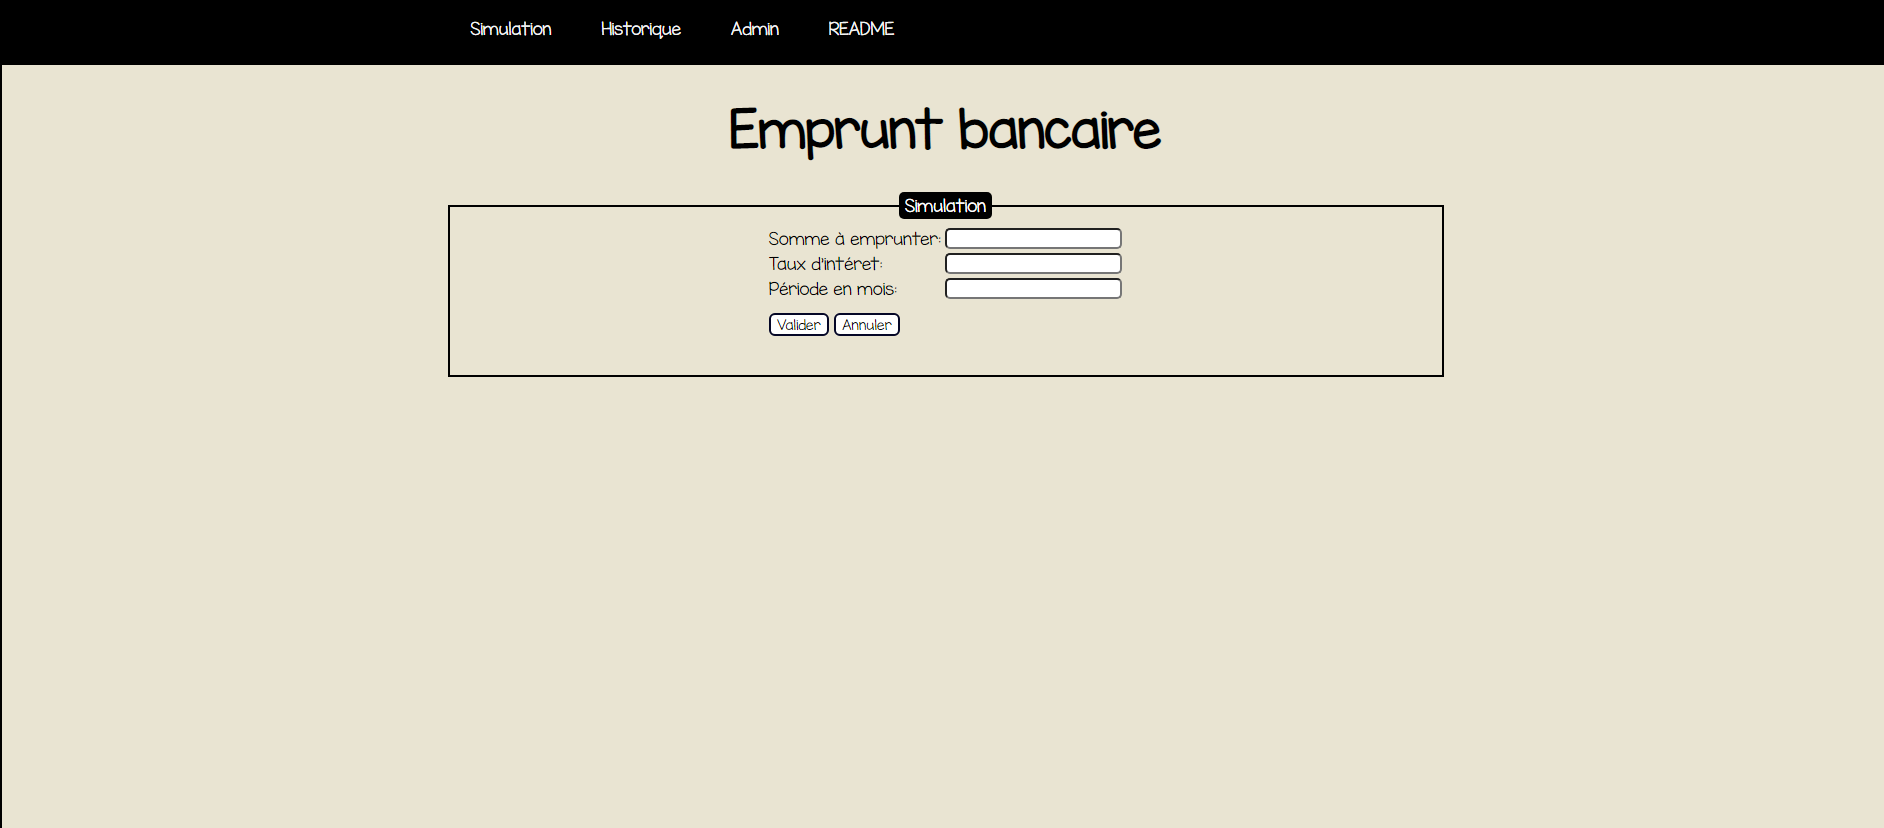 Simulation Historique Admin README
Emprunt bancaire
Simulation
Somme à emprunter:
Taux d'intéret:
Période en mois:
Valider Annuler